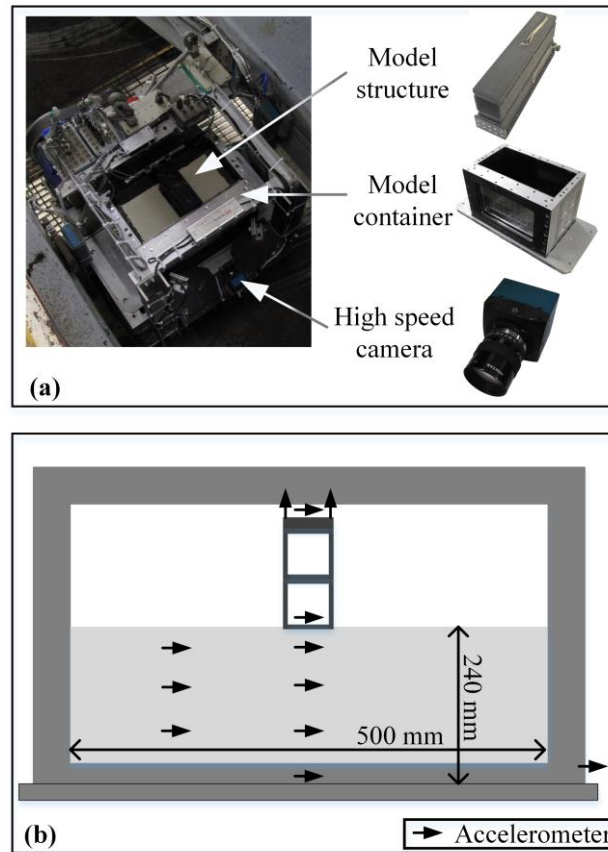 Model
structure
Model
container
High speed
camera
(a)
240 mm
500 mm
(b)
Accelerometer